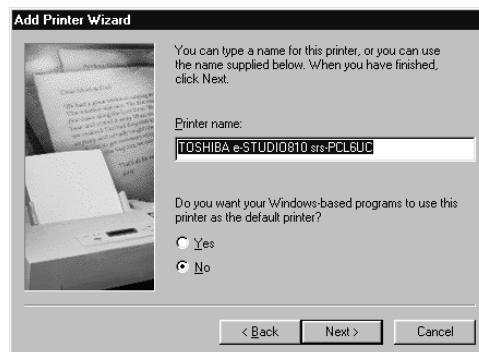 Add Printer Wizard
You can type a name for this printer, or you can use
the name supplied below. When you have finished,
click Next.
Printer name:
TOSHIBA e-STUDIO810 srs-PCL6UC
Do you want your Windows-based programs to use this
printer as the default printer?
Yes
No
< Back
Next >
Cancel